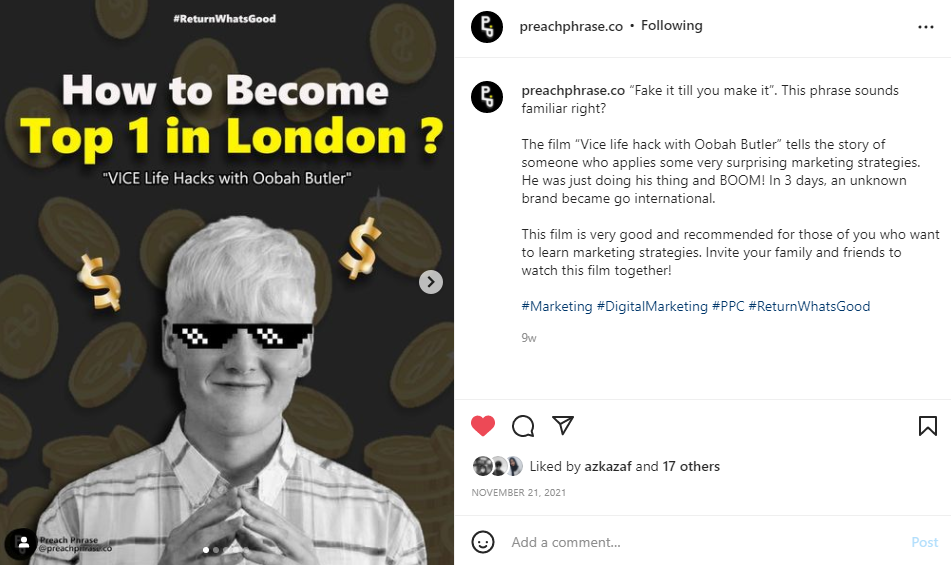 #ReturnWhatsGood
How to Become
Top 1 in London ?
"VICE Life Hacks with Oobah Butler"
Preach Phrase
@preachphrase.co
preachphrase.co • Following
preachphrase.co “Fake it till you make it”. This phrase sounds
familiar right?
The film “Vice life hack with Oobah Butler” tells the story of
someone who applies some very surprising marketing strategies.
He was just doing his thing and BOOM! In 3 days, an unknown
brand became go international.
This film is very good and recommended for those of you who want
to learn marketing strategies. Invite your family and friends to
watch this film together!
#Marketing #DigitalMarketing #PPC #ReturnWhatsGood
9w
Liked by azkazaf and 17 others
NOVEMBER 21, 2021
Add a comment...
Post